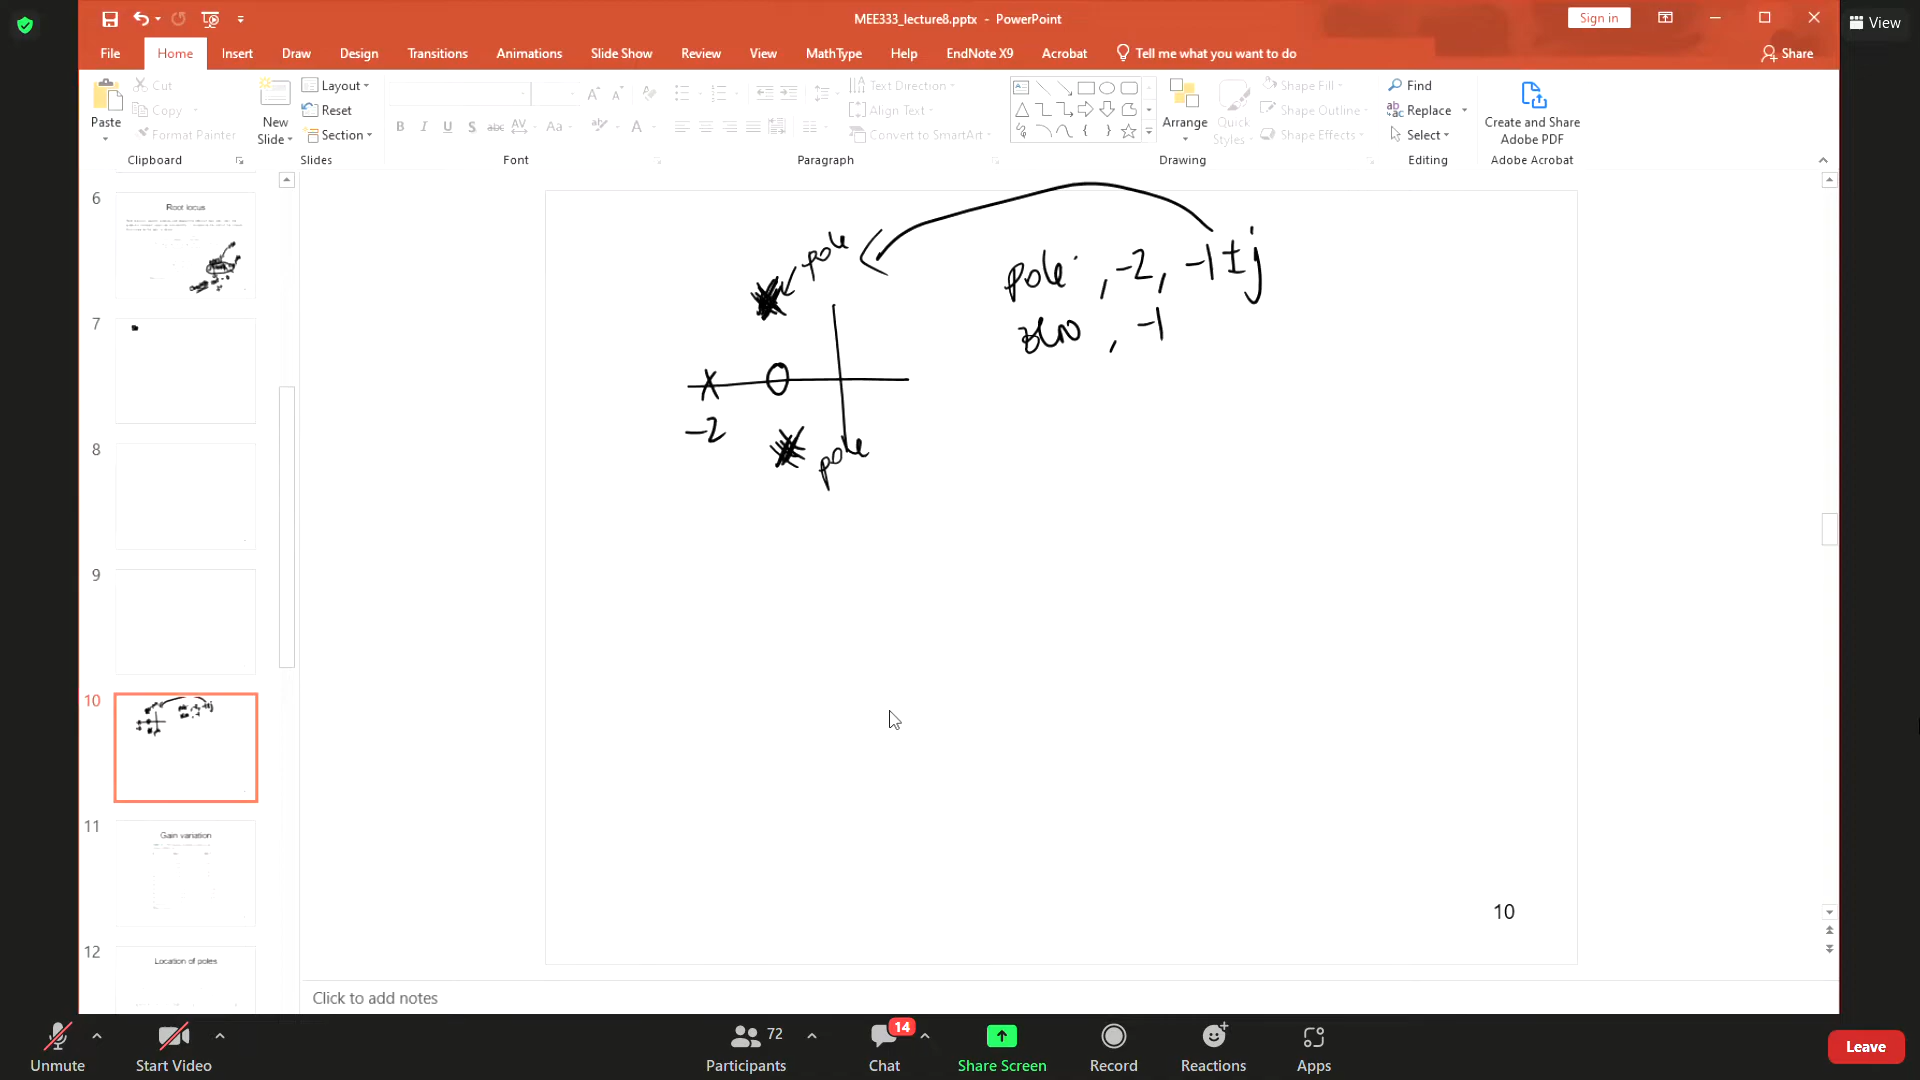 View
MEE333_lecture8.pptx - PowerPoint
Sign in
File Home Insert Draw Design Transitions Animations Slide Show Review View MathType Help EndNote X9 Acrobat Tell me what you want to do Share
Paste
Cut
Copy
Format Painter
Clipboard
New Slide
Layout
Reset
Section
Slides
B I U S abc AV Aa A
Font
Text Direction
Align Text
Convert to SmartArt
Paragraph
Arrange
Quick Styles
Shape Fill
Shape Outline
Shape Effects
Drawing
Find
Replace
Select
Editing
Create and Share Adobe PDF
Adobe Acrobat
6
Root locus
7
8
9
10
11
Gain variation
12
Location of poles
pole
pole , -2, -1±j
zero , -1
-2
pole
10
Click to add notes
Unmute
Start Video
72
Participants
14
Chat
Share Screen
Record
Reactions
Apps
Leave